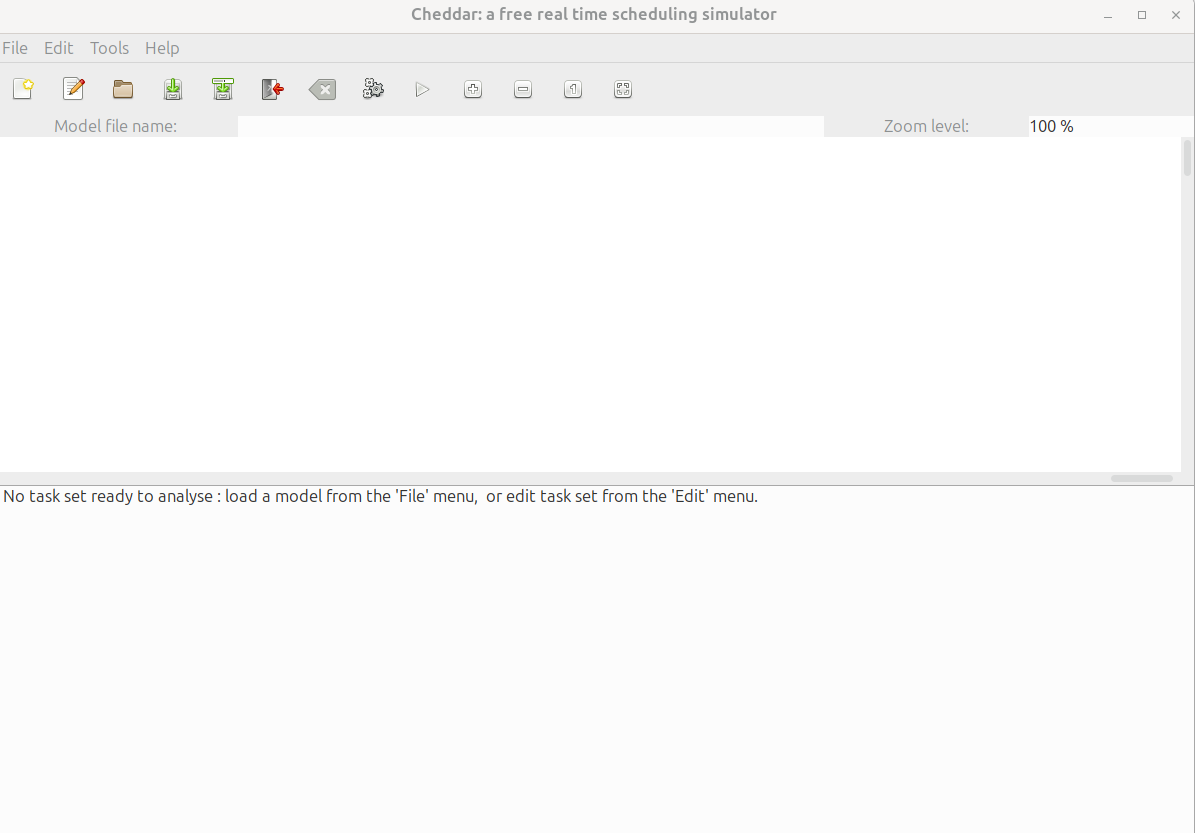 Cheddar: a free real time scheduling simulator
File Edit Tools Help
1
Model file name: Zoom level: 100 %
No task set ready to analyse : load a model from the 'File' menu,  or edit task set from the 'Edit' menu.